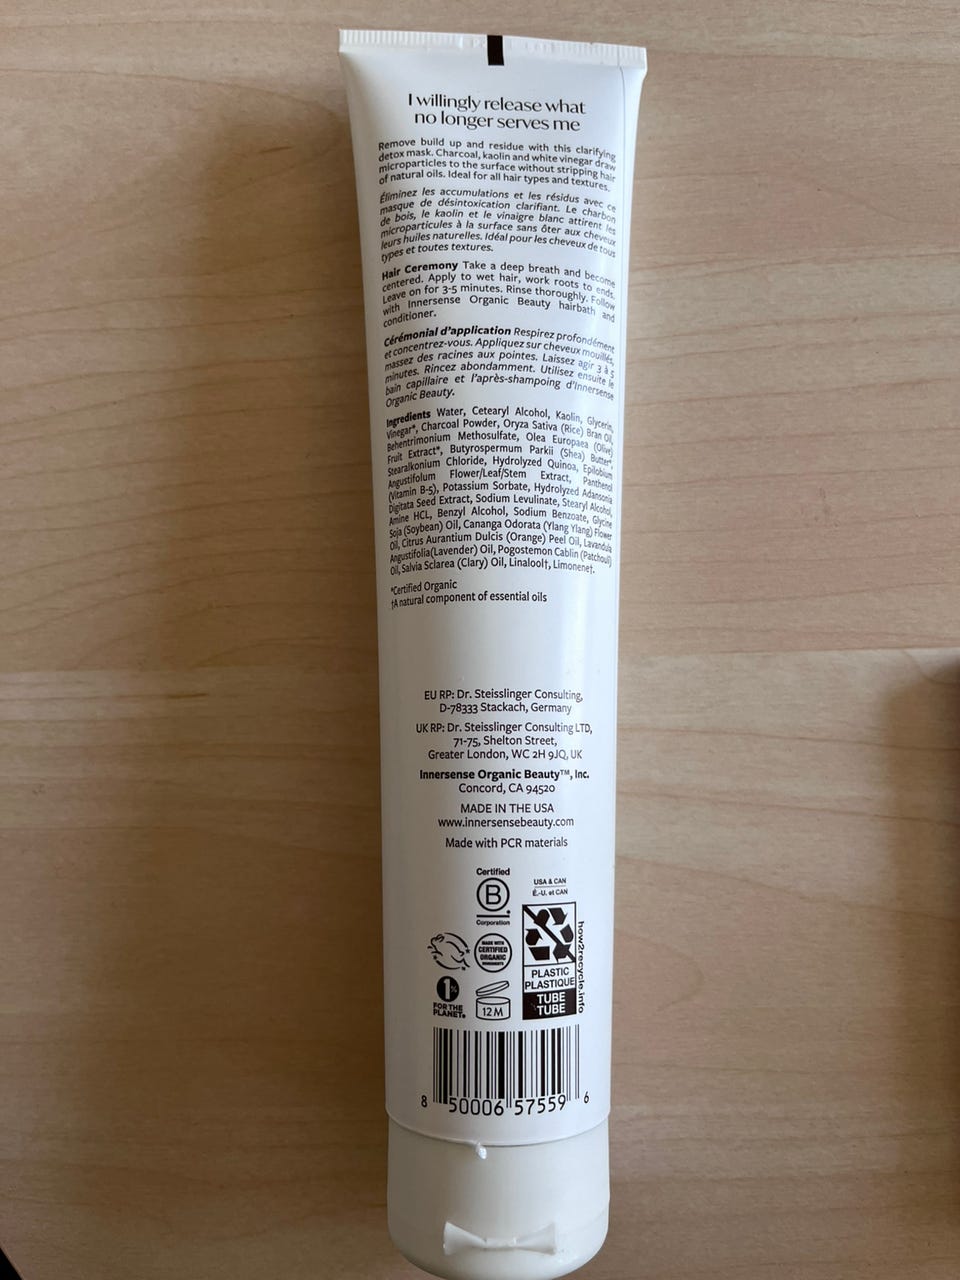 I willingly release what
no longer serves me
Remove build up and residue with this clarifying
detox mask. Charcoal, kaolin and white vinegar draw
microparticles to the surface without stripping hair
of natural oils. Ideal for all hair types and textures.
Éliminez les accumulations et les résidus avec ce
masque de désintoxication clarifiant. Le charbon
de bois, le kaolin et le vinaigre blanc attirent les
microparticules à la surface sans ôter aux cheveux
leurs huiles naturelles. Idéal pour les cheveux de tous
types et toutes textures.
Hair Ceremony Take a deep breath and become
centered. Apply to wet hair, work roots to ends.
Leave on for 3-5 minutes. Rinse thoroughly. Follow
with Innersense Organic Beauty hairbath and
conditioner.
Cérémonial d'application Respirez profondément
et concentrez-vous. Appliquez sur cheveux mouillés,
massez des racines aux pointes. Laissez agir 3 à 5
minutes. Rincez abondamment. Utilisez ensuite le
bain capillaire et l'après-shampoing d'Innersense
Organic Beauty.
Ingredients Water, Cetearyl Alcohol, Kaolin, Glycerin,
Vinegar*, Charcoal Powder, Oryza Sativa (Rice) Bran Oil,
Behentrimonium Methosulfate, Olea Europaea (Olive)
Fruit Extract*, Butyrospermum Parkii (Shea) Butter*,
Stearalkonium Chloride, Hydrolyzed Quinoa, Epilobium
Angustifolum Flower/Leaf/Stem Extract, Panthenol
(Vitamin B-5), Potassium Sorbate, Hydrolyzed Adansonia
Digitata Seed Extract, Sodium Levulinate, Stearyl Alcohol,
Amine HCL, Benzyl Alcohol, Sodium Benzoate, Glycine
Soja (Soybean) Oil, Cananga Odorata (Ylang Ylang) Flower
Oil, Citrus Aurantium Dulcis (Orange) Peel Oil, Lavandula
Angustifolia(Lavender) Oil, Pogostemon Cablin (Patchouli)
Oil, Salvia Sclarea (Clary) Oil, Linalool†, Limonene†.
*Certified Organic
†A natural component of essential oils
EU RP: Dr. Steisslinger Consulting,
D-78333 Stackach, Germany
UK RP: Dr. Steisslinger Consulting LTD,
71-75, Shelton Street,
Greater London, WC 2H 9JQ, UK
Innersense Organic Beauty™, Inc.
Concord, CA 94520
MADE IN THE USA
www.innersensebeauty.com
Made with PCR materials
Certified
B
Corporation
USA & CAN
É.-U. et CAN
MADE WITH
CERTIFIED
ORGANIC
INGREDIENTS
how2recycle.info
PLASTIC
PLASTIQUE
TUBE
TUBE
1%
FOR THE
PLANET®
12 M
8 50006 57559 6